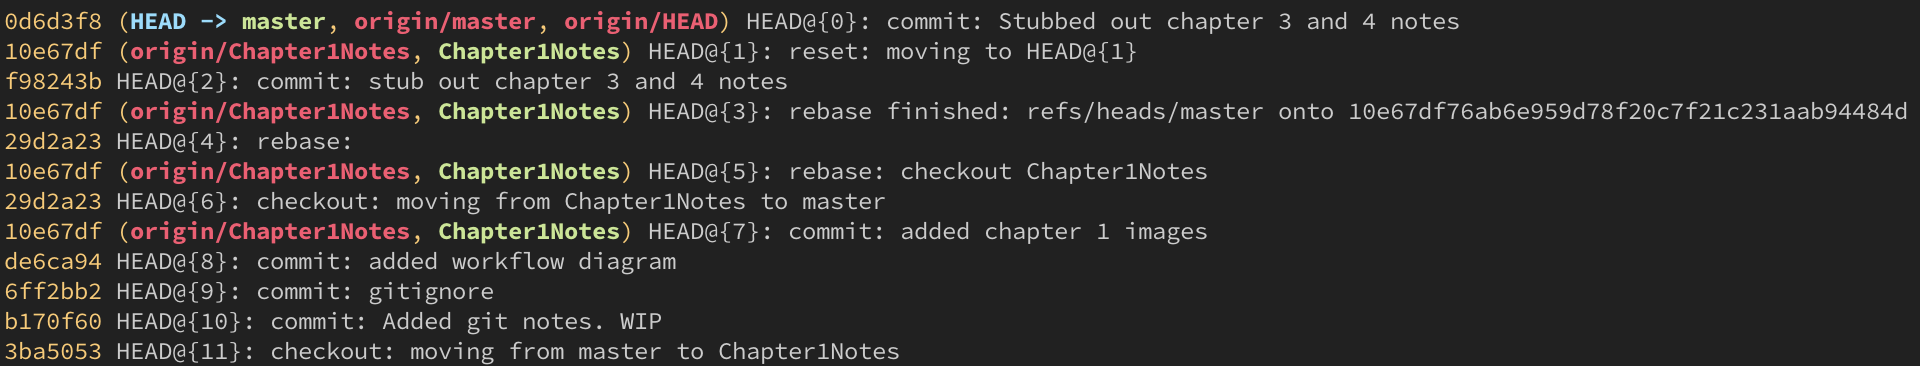 0d6d3f8 (HEAD -> master, origin/master, origin/HEAD) HEAD@{0}: commit: Stubbed out chapter 3 and 4 notes
10e67df (origin/Chapter1Notes, Chapter1Notes) HEAD@{1}: reset: moving to HEAD@{1}
f98243b HEAD@{2}: commit: stub out chapter 3 and 4 notes
10e67df (origin/Chapter1Notes, Chapter1Notes) HEAD@{3}: rebase finished: refs/heads/master onto 10e67df76ab6e959d78f20c7f21c231aab94484d
29d2a23 HEAD@{4}: rebase:
10e67df (origin/Chapter1Notes, Chapter1Notes) HEAD@{5}: rebase: checkout Chapter1Notes
29d2a23 HEAD@{6}: checkout: moving from Chapter1Notes to master
10e67df (origin/Chapter1Notes, Chapter1Notes) HEAD@{7}: commit: added chapter 1 images
de6ca94 HEAD@{8}: commit: added workflow diagram
6ff2bb2 HEAD@{9}: commit: gitignore
b170f60 HEAD@{10}: commit: Added git notes. WIP
3ba5053 HEAD@{11}: checkout: moving from master to Chapter1Notes